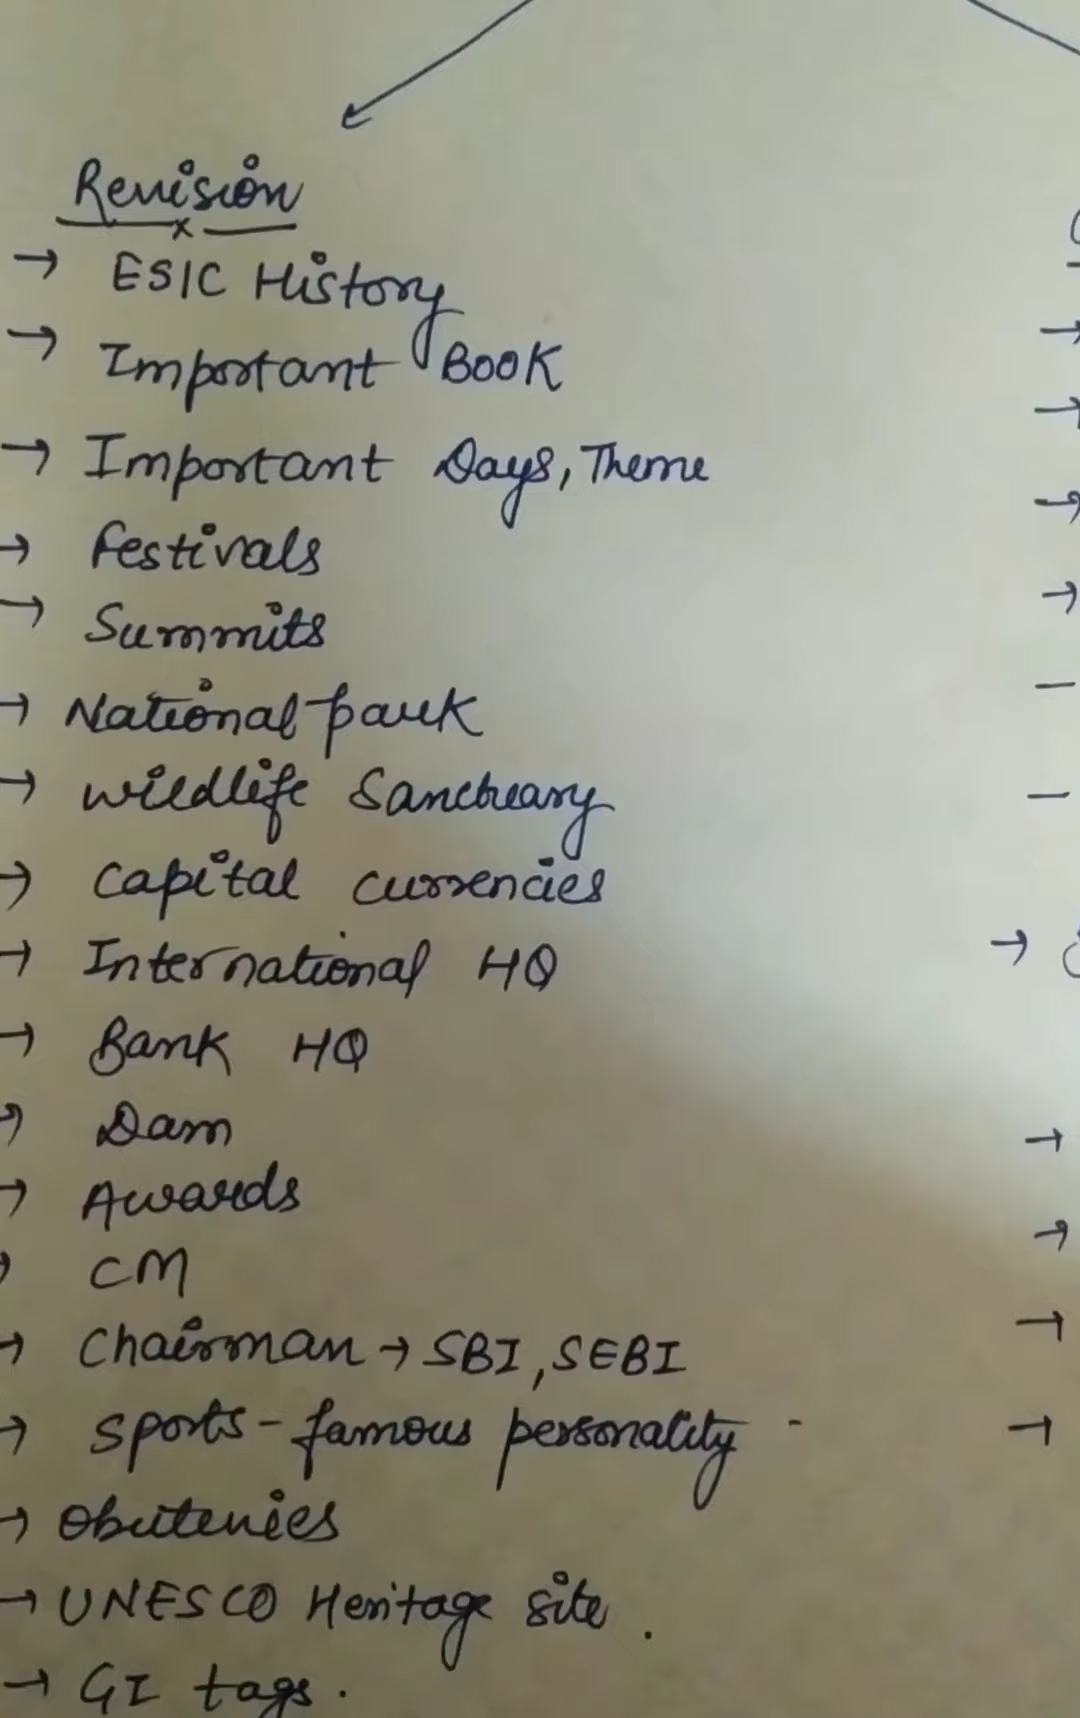 Revision
→ ESIC History
→ Important BOOK
→ Important Days, Theme
→ Festivals
→ Summits
→ National park
→ wildlife Sanctuary
→ Capital currencies
→ International HQ
→ Bank HQ
→ Dam
→ Awards
→ CM
→ Chairman → SBI, SEBI
→ Sports - famous personality -
→ Obutenies
→ UNESCO Heritage site.
→ GI tags.